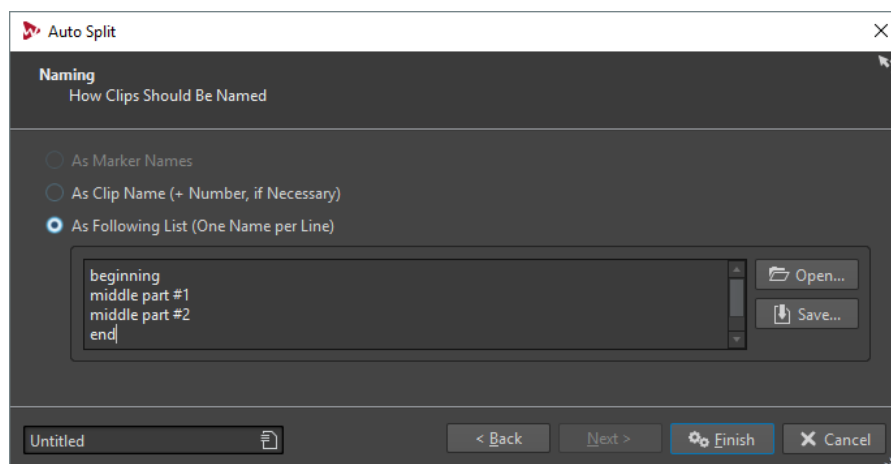 Auto Split
Naming
How Clips Should Be Named
As Marker Names
As Clip Name (+ Number, if Necessary)
As Following List (One Name per Line)
beginning
middle part #1
middle part #2
end
Open...
Save...
Untitled
< Back
Next >
Finish
Cancel